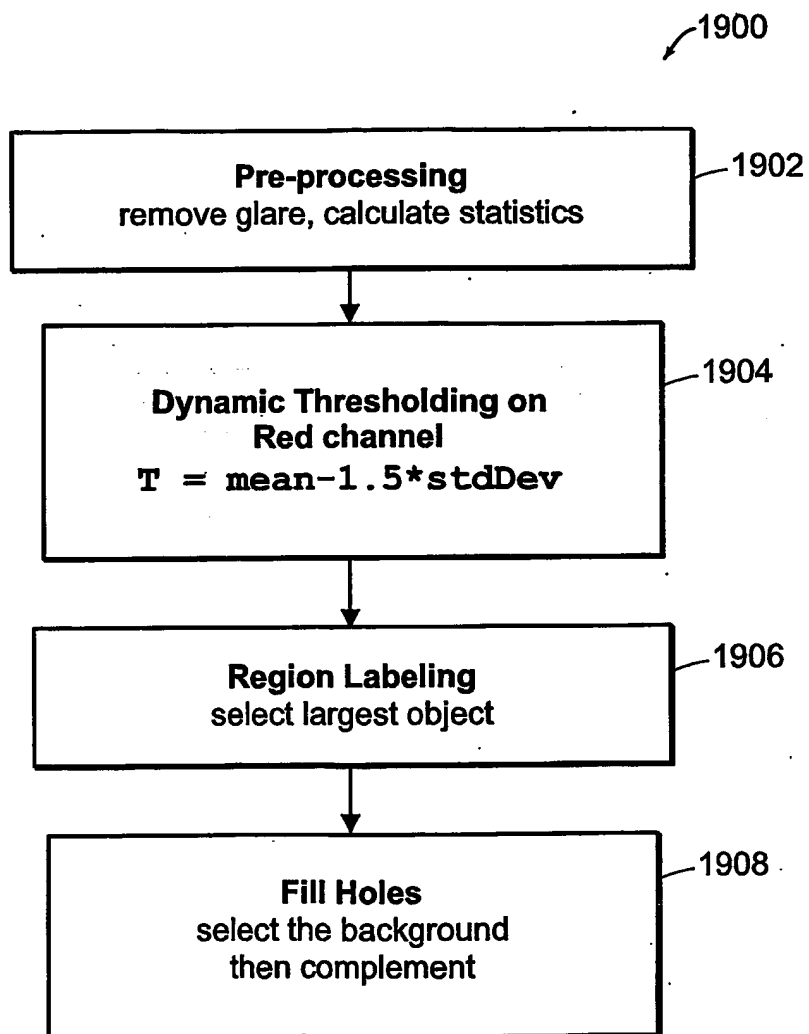 1900
Pre-processing
remove glare, calculate statistics
1902
Dynamic Thresholding on
Red channel
T = mean-1.5*stdDev
1904
Region Labeling
select largest object
1906
Fill Holes
select the background
then complement
1908